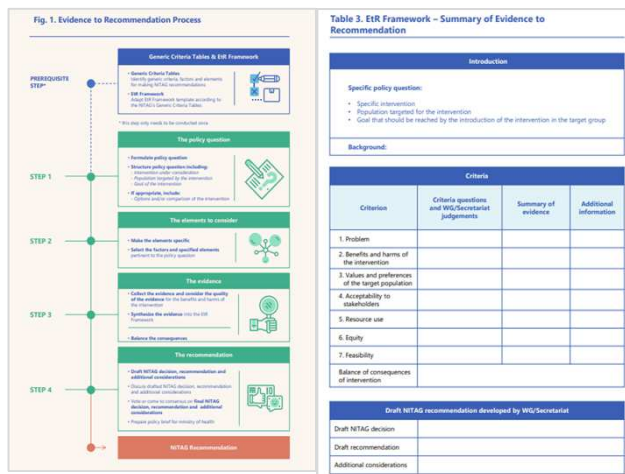 Fig. 1. Evidence to Recommendation Process
Generic Criteria Tables & EtR Framework
PREREQUISITE
STEP*
• Generic Criteria Tables
Identify generic criteria, factors and elements
for making NITAG recommendations
• EtR Framework
Adapt EtR Framework template according to
the NITAG's Generic Criteria Tables
*this step only needs to be conducted once
The policy question
STEP 1
• Formulate policy question
• Structure policy question including:
- Intervention under consideration
- Population targeted by the intervention
- Goal of the intervention
• If appropriate, include:
- Options and/or comparison of the intervention
The elements to consider
STEP 2
• Make the elements specific
• Select the factors and specified elements
pertinent to the policy question
The evidence
STEP 3
• Collect the evidence and consider the quality
of the evidence for the benefits and harms of
the intervention
• Synthesize the evidence into the EtR
Framework
• Balance the consequences
The recommendation
STEP 4
• Draft NITAG decision, recommendation and
additional considerations
• Discuss drafted NITAG decision, recommendation
and additional considerations
• Vote or come to consensus on final NITAG
decision, recommendation and additional
considerations
• Prepare policy brief for ministry of health
NITAG Recommendation
Table 3. EtR Framework – Summary of Evidence to
Recommendation
Introduction
Specific policy question:
• Specific intervention
• Population targeted for the intervention
• Goal that should be reached by the introduction of the intervention in the target group
Background:
Criteria
Criterion
Criteria questions
and WG/Secretariat
judgements
Summary of
evidence
Additional
information
1. Problem
2. Benefits and harms of
the intervention
3. Values and preferences
of the target population
4. Acceptability to
stakeholders
5. Resource use
6. Equity
7. Feasibility
Balance of consequences
of intervention
Draft NITAG recommendation developed by WG/Secretariat
Draft NITAG decision
Draft recommendation
Additional considerations